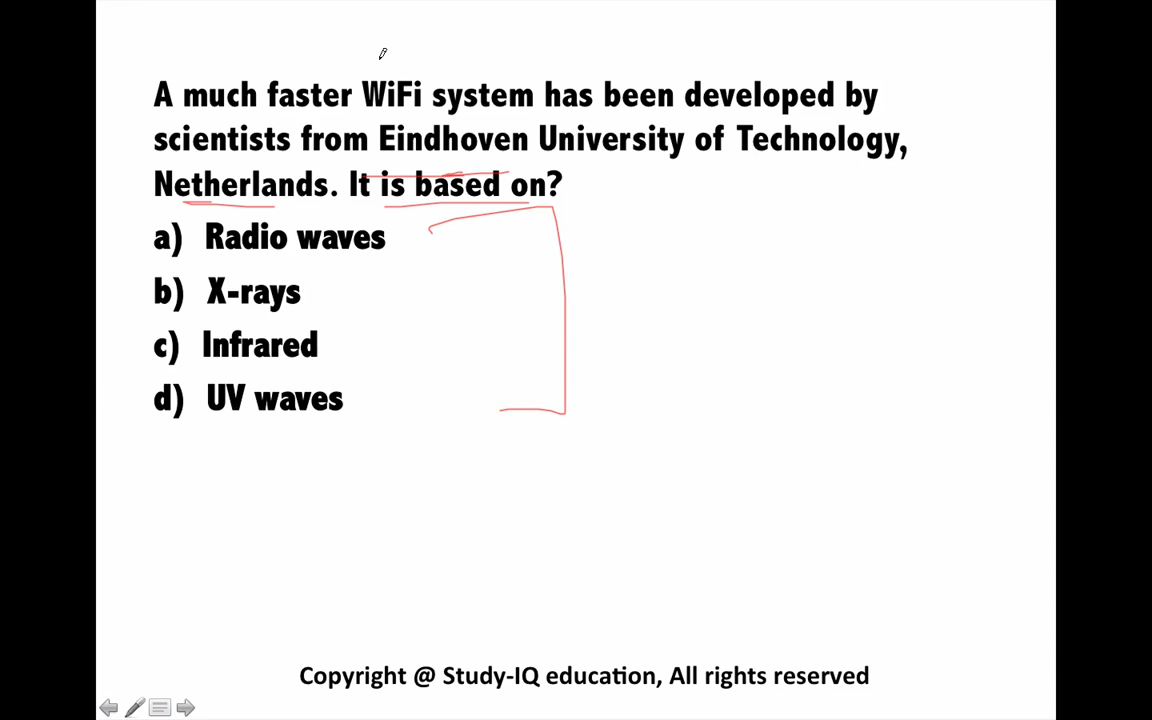 A much faster WiFi system has been developed by
scientists from Eindhoven University of Technology,
Netherlands. It is based on?
a) Radio waves
b) X-rays
c) Infrared
d) UV waves
Copyright @ Study-IQ education, All rights reserved